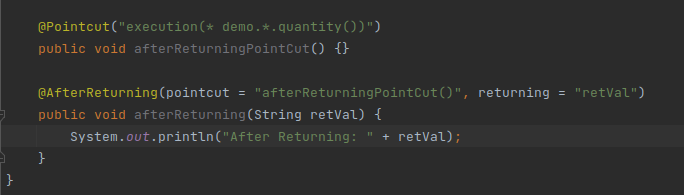 @Pointcut("execution(* demo.*.quantity())")
public void afterReturningPointCut() {}
@AfterReturning(pointcut = "afterReturningPointCut()", returning = "retVal")
public void afterReturning(String retVal) {
System.out.println("After Returning: " + retVal);
}
}